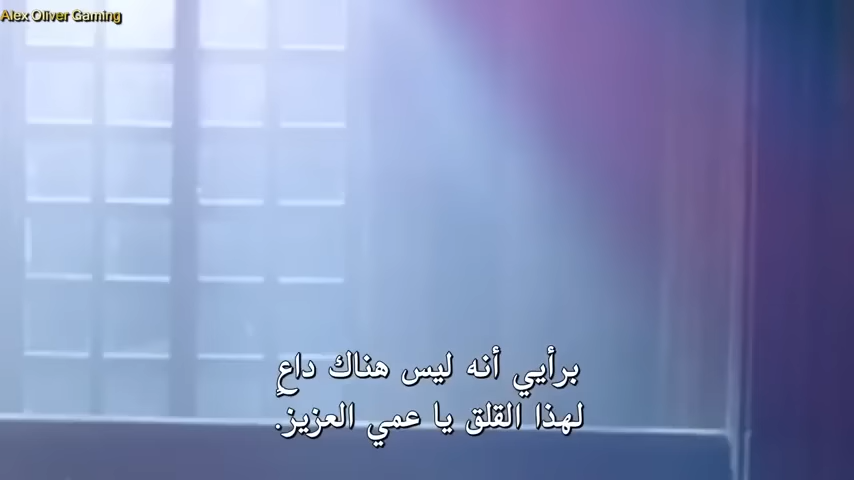 Alex Oliver Gaming
برأيي أنه ليس هناك داعٍ
لهذا القلق يا عمي العزيز.